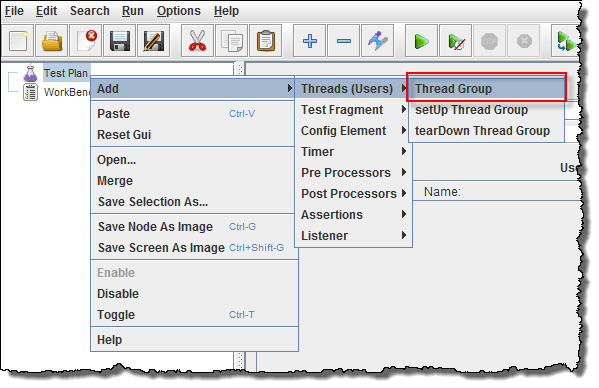 File Edit Search Run Options Help
Test Plan
WorkBenc
Add
Paste Ctrl-V
Reset Gui
Open...
Merge
Save Selection As...
Save Node As Image Ctrl-G
Save Screen As Image Ctrl+Shift-G
Enable
Disable
Toggle Ctrl-T
Help
Threads (Users)
Test Fragment
Config Element
Timer
Pre Processors
Post Processors
Assertions
Listener
Thread Group
setUp Thread Group
tearDown Thread Group
Use
Name: